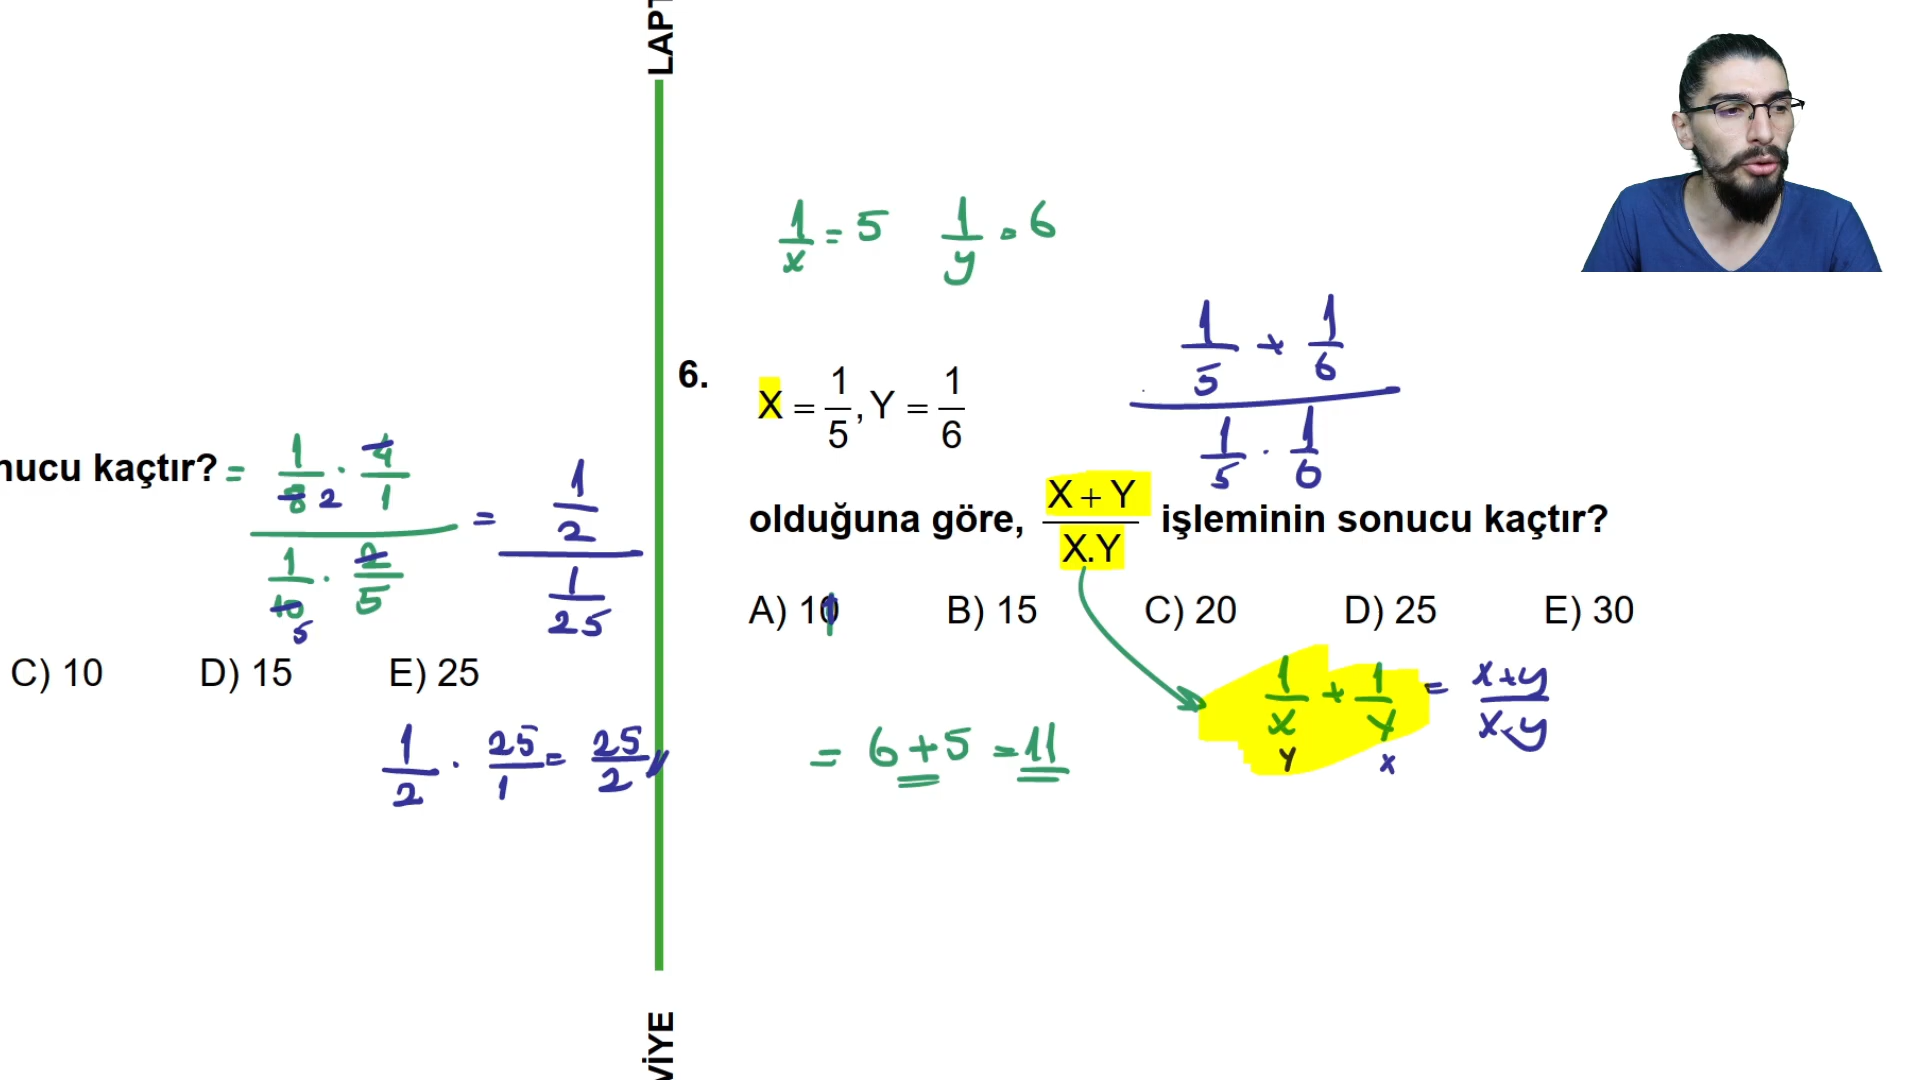 LAPT
nucu kaçtır? = 1/8 2 . 4/1 / 1/10 5 . 2/5 = 1/2 / 1/25
C) 10 D) 15 E) 25
1/2 . 25/1 = 25/2
VİYE
1/x = 5 1/y = 6
1/5 + 1/6 / 1/5 . 1/6
6. X = 1/5, Y = 1/6
olduğuna göre, X + Y / X.Y işleminin sonucu kaçtır?
A) 10 B) 15 C) 20 D) 25 E) 30
1/x + 1/y = x+y / x.y
Y x
= 6+5 = 11